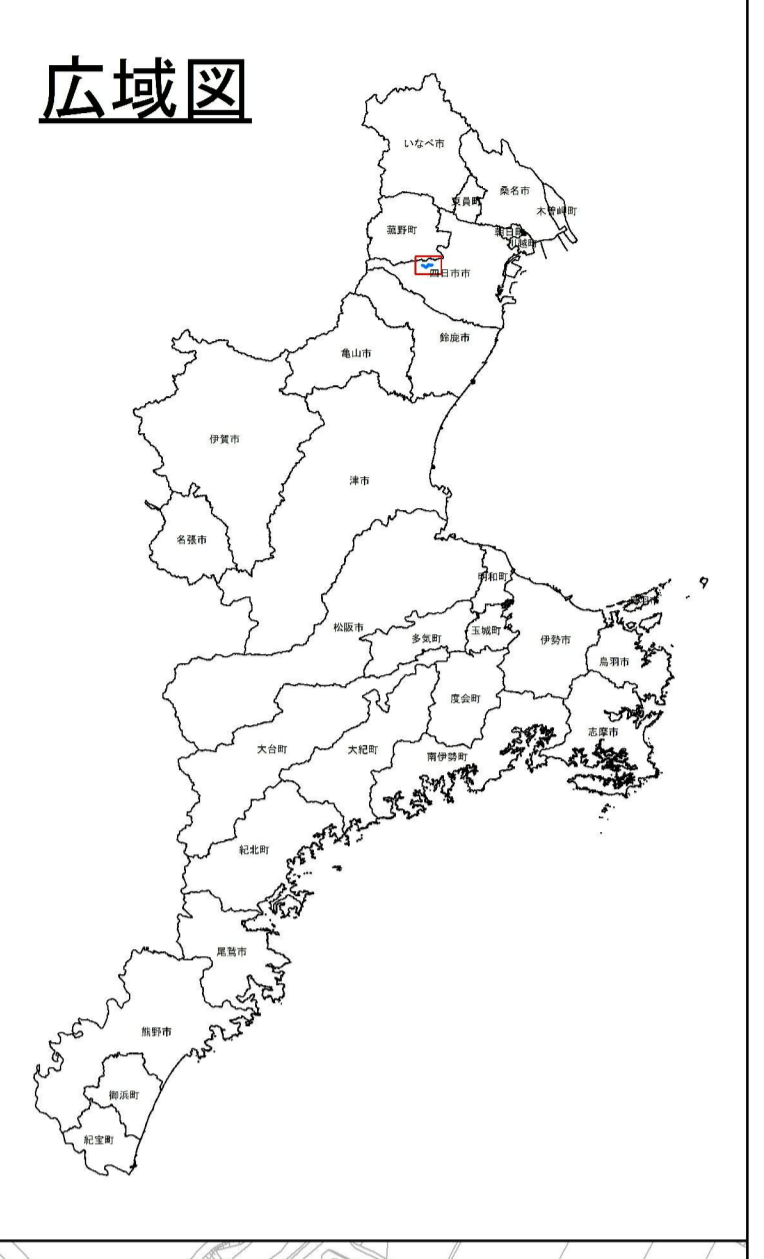 広域図
いなべ市
桑名市
東員町
木曽岬町
菰野町
朝日町
川越町
四日市市
鈴鹿市
亀山市
伊賀市
津市
名張市
明和町
松阪市
多気町
玉城町
伊勢市
鳥羽市
度会町
志摩市
大台町
大紀町
南伊勢町
紀北町
尾鷲市
熊野市
御浜町
紀宝町